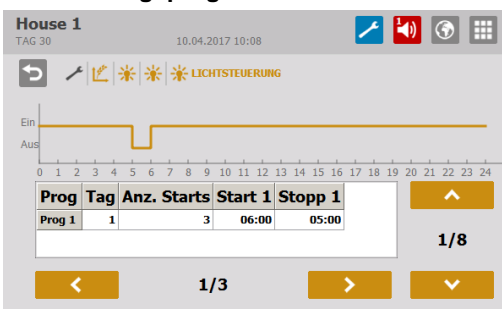 House 1
TAG 30 10.04.2017 10:08 1
LICHTSTEUERUNG
Ein
Aus
0 1 2 3 4 5 6 7 8 9 10 11 12 13 14 15 16 17 18 19 20 21 22 23 24
Prog Tag Anz. Starts Start 1 Stopp 1
Prog 1 1 3 06:00 05:00
1/8
1/3